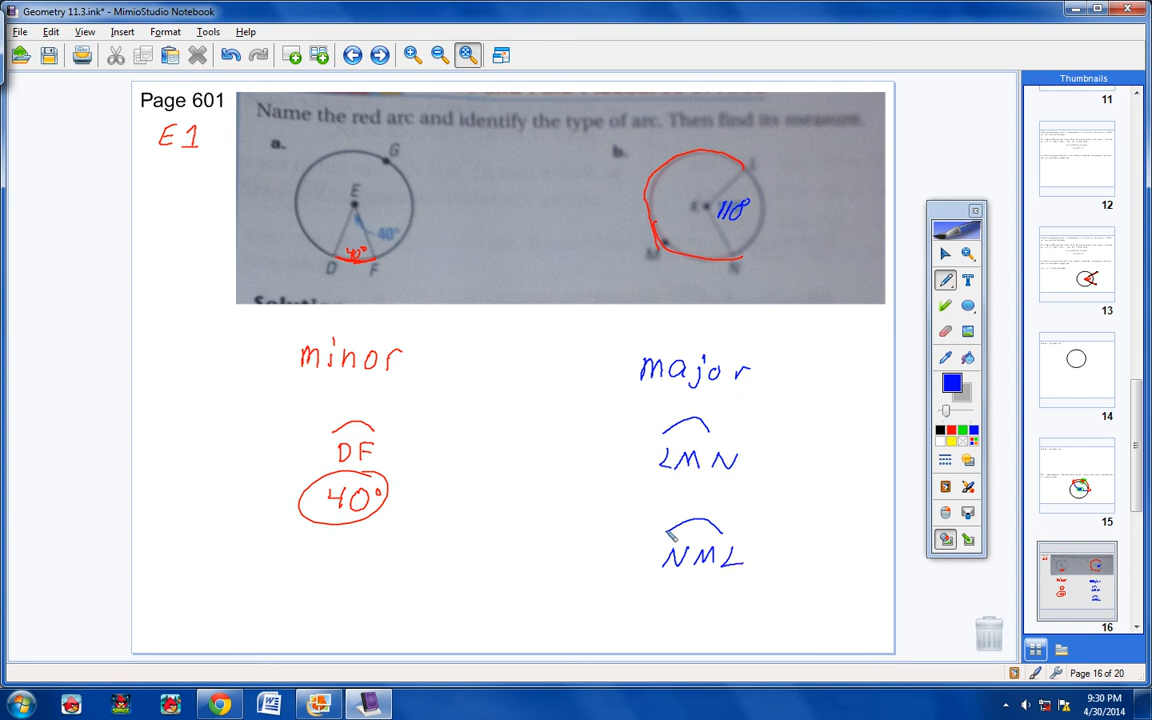 Geometry 11.3.ink* - MimioStudio Notebook
File Edit View Insert Format Tools Help
Page 601
E1
Name the red arc and identify the type of arc. Then find its measure.
a.
G
E
40°
40°
D F
b.
L
K
110°
M
N
minor
DF
40°
major
LMN
NML
Thumbnails
11
12
13
14
15
16
T
Page 16 of 20
9:30 PM
4/30/2014